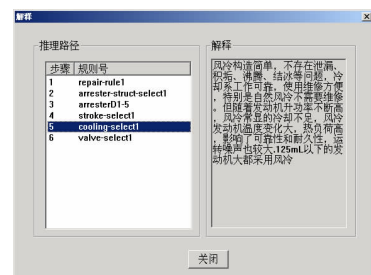 解释
推理路径
步骤 规则号
1 repair-rule1
2 arrester-struct-select1
3 arresterD1-5
4 stroke-select1
5 cooling-select1
6 valve-select1
解释
风冷构造简单，不存在泄漏、
积垢、沸腾、结冰等问题，冷
却系工作可靠，使用维修方便
，特别是自然风冷不需要维修
。但随着发动机升功率不断高
，风冷常显的冷却不足，风冷
发动机温度变化大，热负荷高
，影响了可靠性和耐久性，运
转噪声也较大.125mL以下的发
动机大都采用风冷
关闭